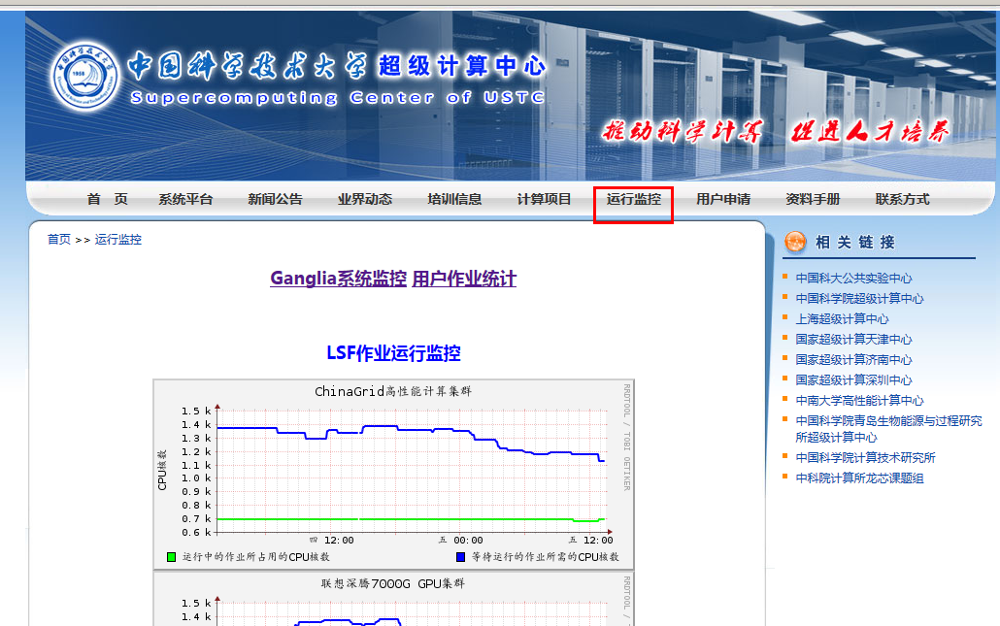 中国科学技术大学 超级计算中心
Supercomputing Center of USTC
推动科学计算 促进人才培养
首 页 系统平台 新闻公告 业界动态 培训信息 计算项目 运行监控 用户申请 资料手册 联系方式
首页 >> 运行监控
Ganglia系统监控 用户作业统计
LSF作业运行监控
ChinaGrid高性能计算集群
RRDTOOL / TOBI OETIKER
CPU核数
1.5 k
1.4 k
1.3 k
1.2 k
1.1 k
1.0 k
0.9 k
0.8 k
0.7 k
0.6 k
四 12:00 五 00:00 五 12:00
运行中的作业所占用的CPU核数 等待运行的作业所需的CPU核数
联想深腾7000G GPU集群
RRDTOOL /
1.5 k
1.4 k
相关链接
中国科大公共实验中心
中国科学院超级计算中心
上海超级计算中心
国家超级计算天津中心
国家超级计算济南中心
国家超级计算深圳中心
中南大学高性能计算中心
中国科学院青岛生物能源与过程研究
所超级计算中心
中国科学院计算技术研究所
中科院计算所龙芯课题组